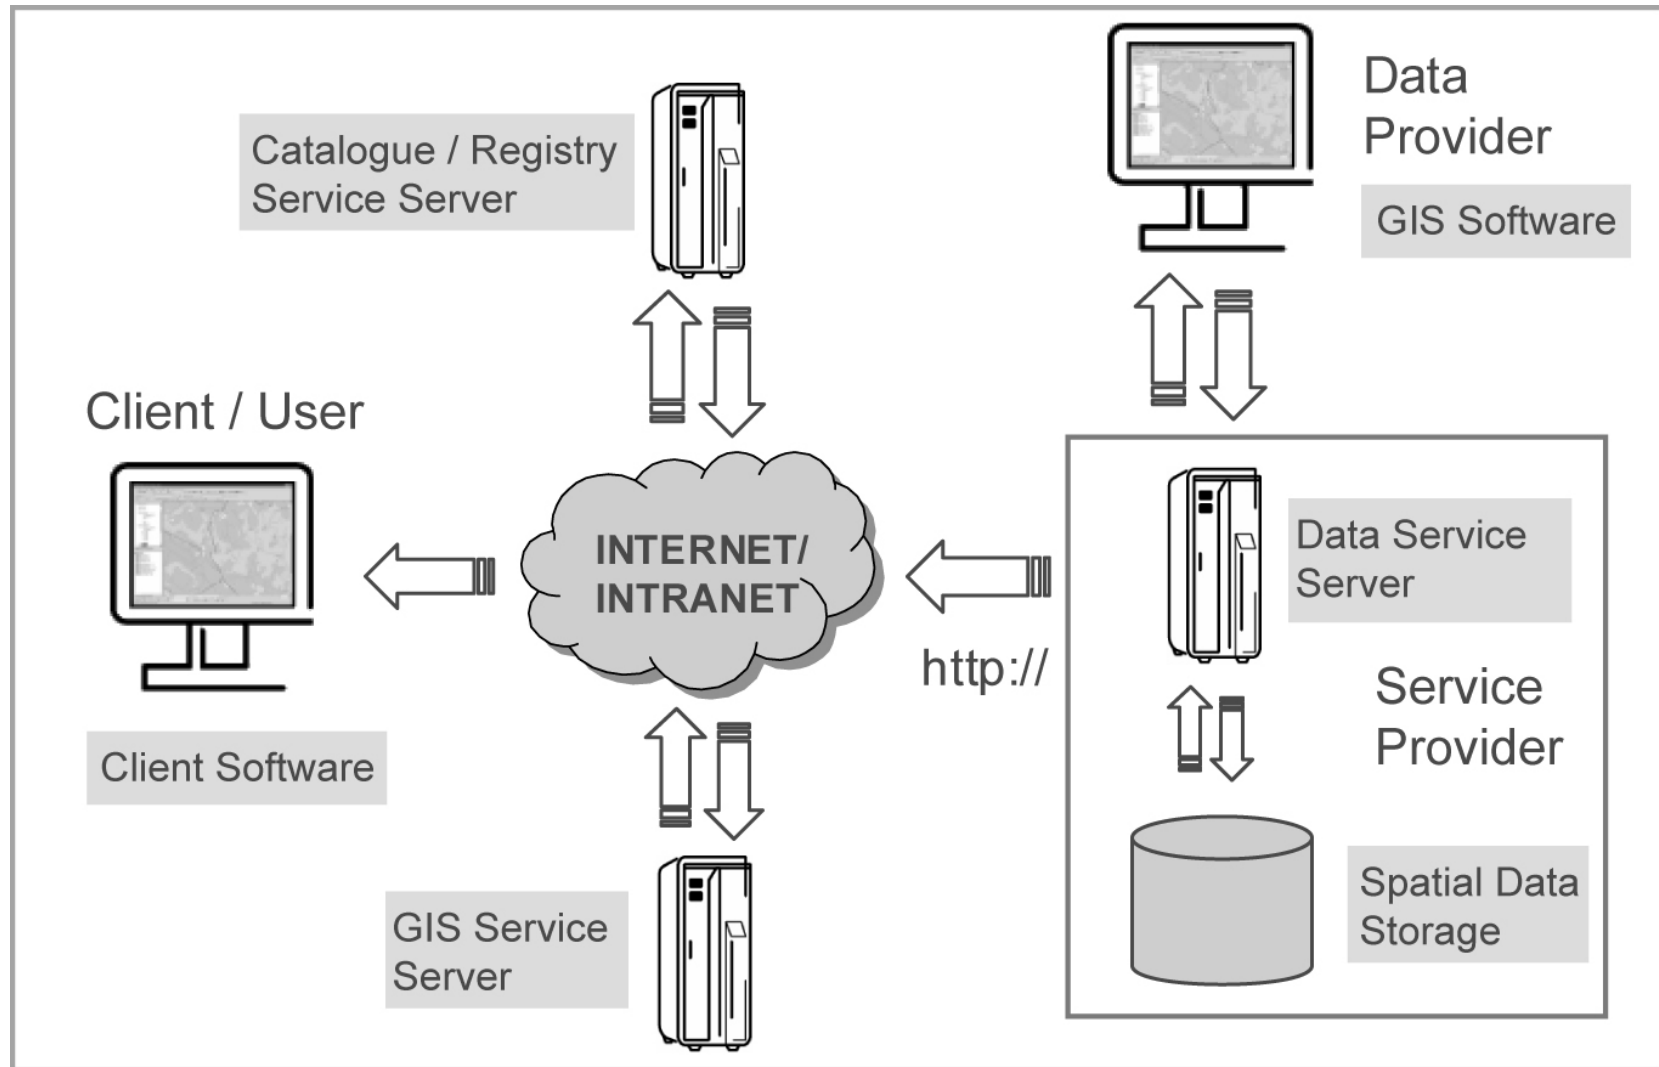 Data
Provider
GIS Software
Catalogue / Registry
Service Server
Client / User
Client Software
INTERNET/
INTRANET
http://
Data Service
Server
Service
Provider
Spatial Data
Storage
GIS Service
Server